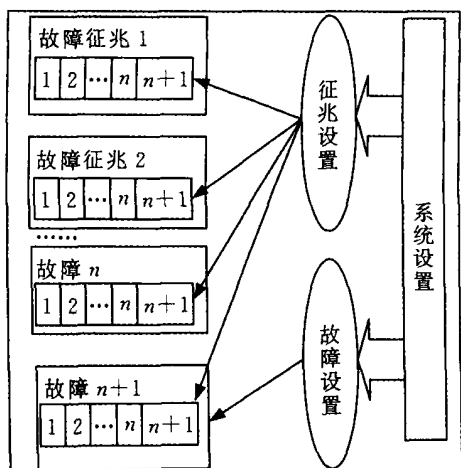 故障征兆1
1 2 … n n+1
故障征兆2
1 2 … n n+1
……
故障n
1 2 … n n+1
故障n+1
1 2 … n n+1
征兆设置
故障设置
系统设置